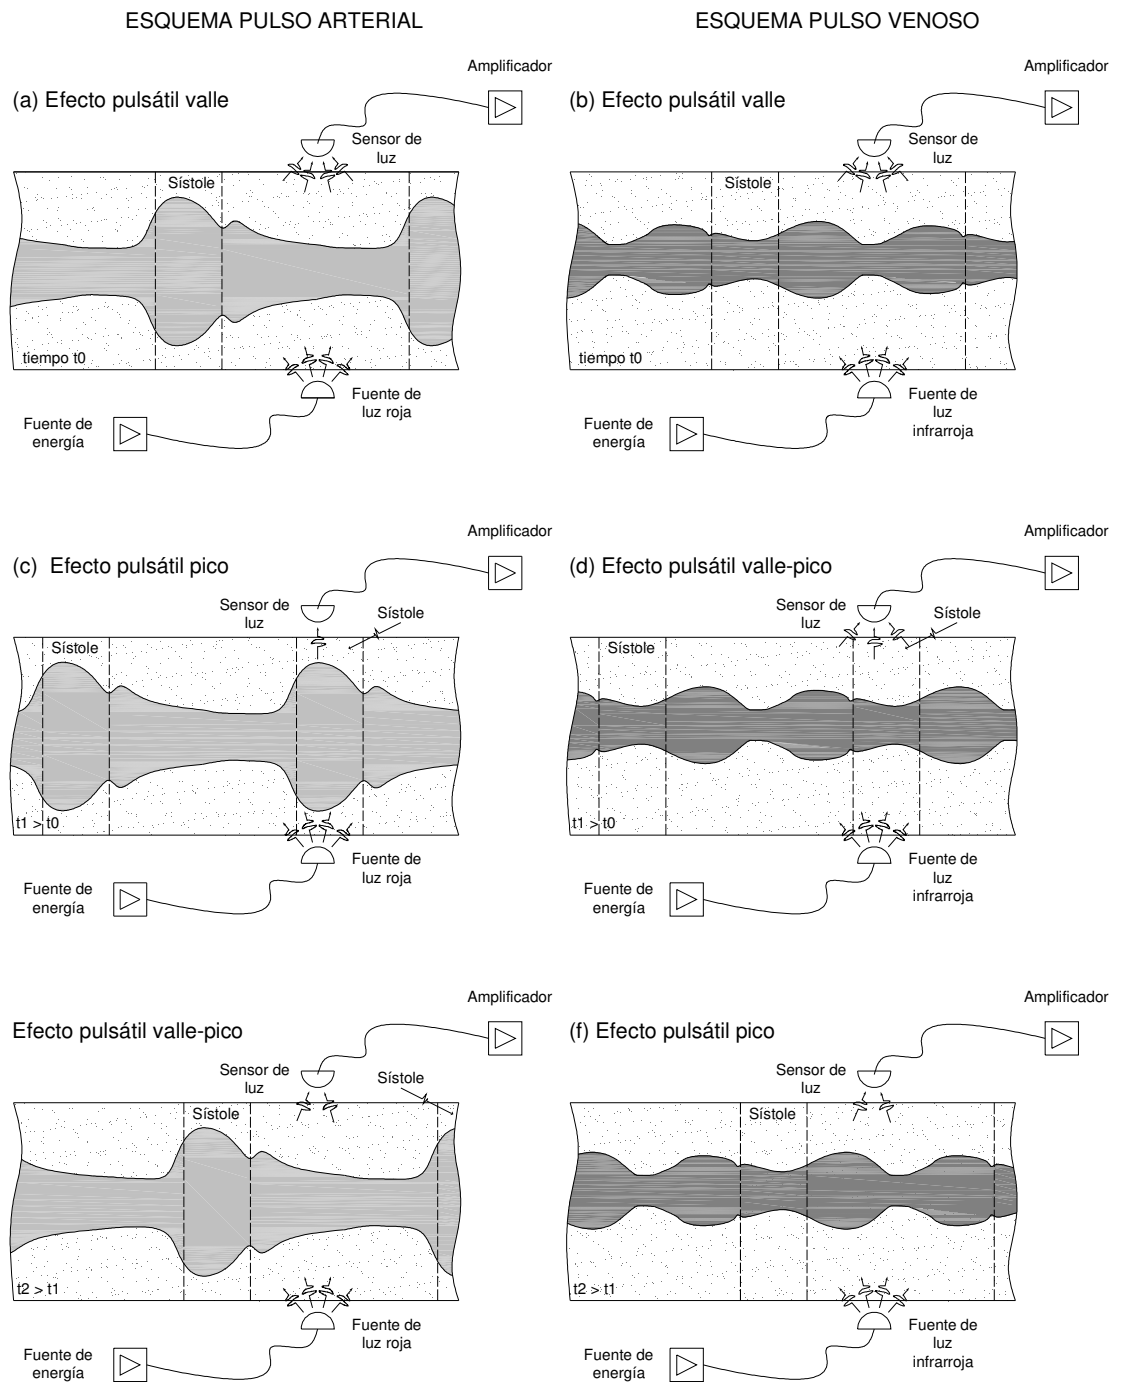 ESQUEMA PULSO ARTERIAL
ESQUEMA PULSO VENOSO
Amplificador
(a) Efecto pulsátil valle
Sensor de
luz
Sístole
tiempo t0
Fuente de
luz roja
Fuente de
energía
Amplificador
(b) Efecto pulsátil valle
Sensor de
luz
Sístole
tiempo t0
Fuente de
luz
infrarroja
Fuente de
energía
Amplificador
(c) Efecto pulsátil pico
Sensor de
luz
Sístole
Sístole
t1 > t0
Fuente de
luz roja
Fuente de
energía
Amplificador
(d) Efecto pulsátil valle-pico
Sensor de
luz
Sístole
Sístole
t1 > t0
Fuente de
luz
infrarroja
Fuente de
energía
Amplificador
Efecto pulsátil valle-pico
Sensor de
luz
Sístole
Sístole
t2 > t1
Fuente de
luz roja
Fuente de
energía
Amplificador
(f) Efecto pulsátil pico
Sensor de
luz
Sístole
t2 > t1
Fuente de
luz
infrarroja
Fuente de
energía